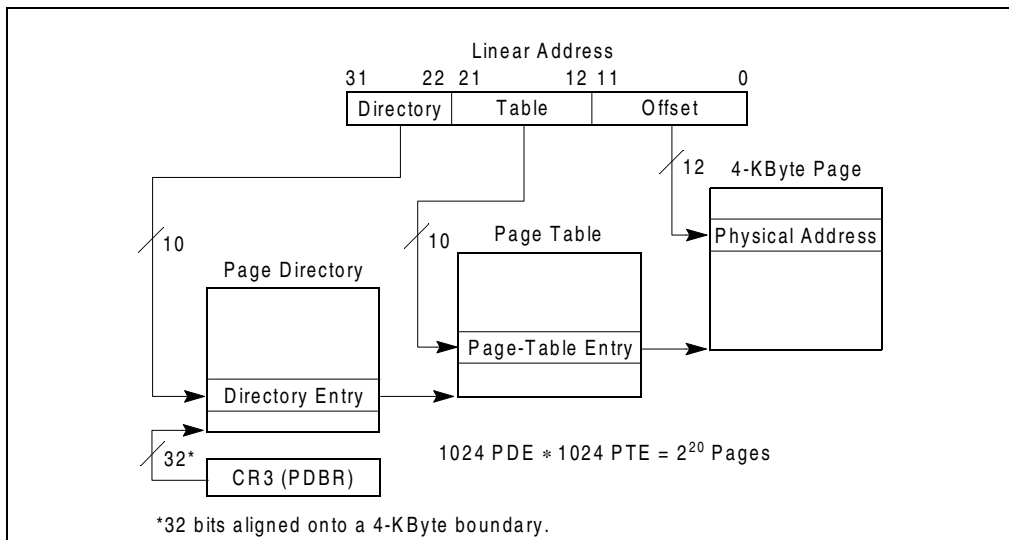 Linear Address
31 22 21 12 11 0
Directory Table Offset
12 4-KByte Page
10 10 Page Table Physical Address
Page Directory
Page-Table Entry
Directory Entry
32* 1024 PDE * 1024 PTE = 2²⁰ Pages
CR3 (PDBR)
*32 bits aligned onto a 4-KByte boundary.